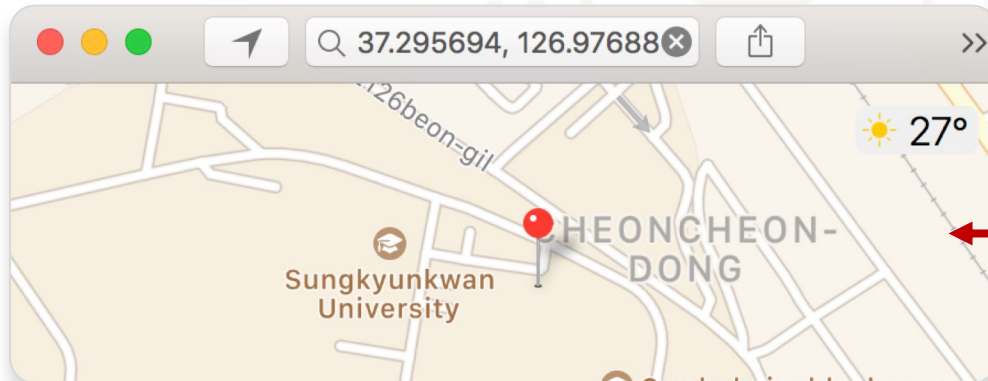 37.295694, 126.97688
27°
126beon-gil
CHEONCHEON-
DONG
Sungkyunkwan
University